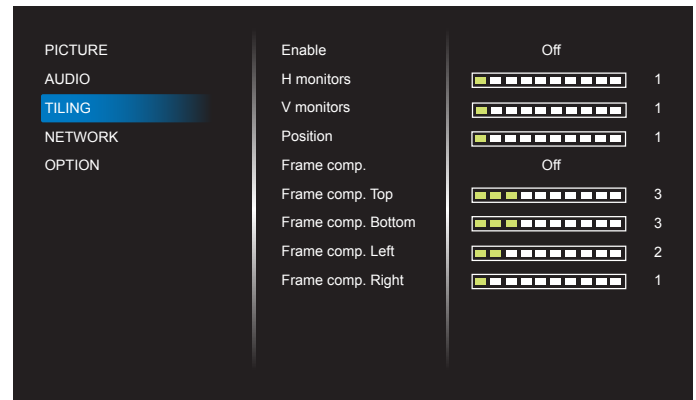 PICTURE
AUDIO
TILING
NETWORK
OPTION
Enable Off
H monitors 1
V monitors 1
Position 1
Frame comp. Off
Frame comp. Top 3
Frame comp. Bottom 3
Frame comp. Left 2
Frame comp. Right 1